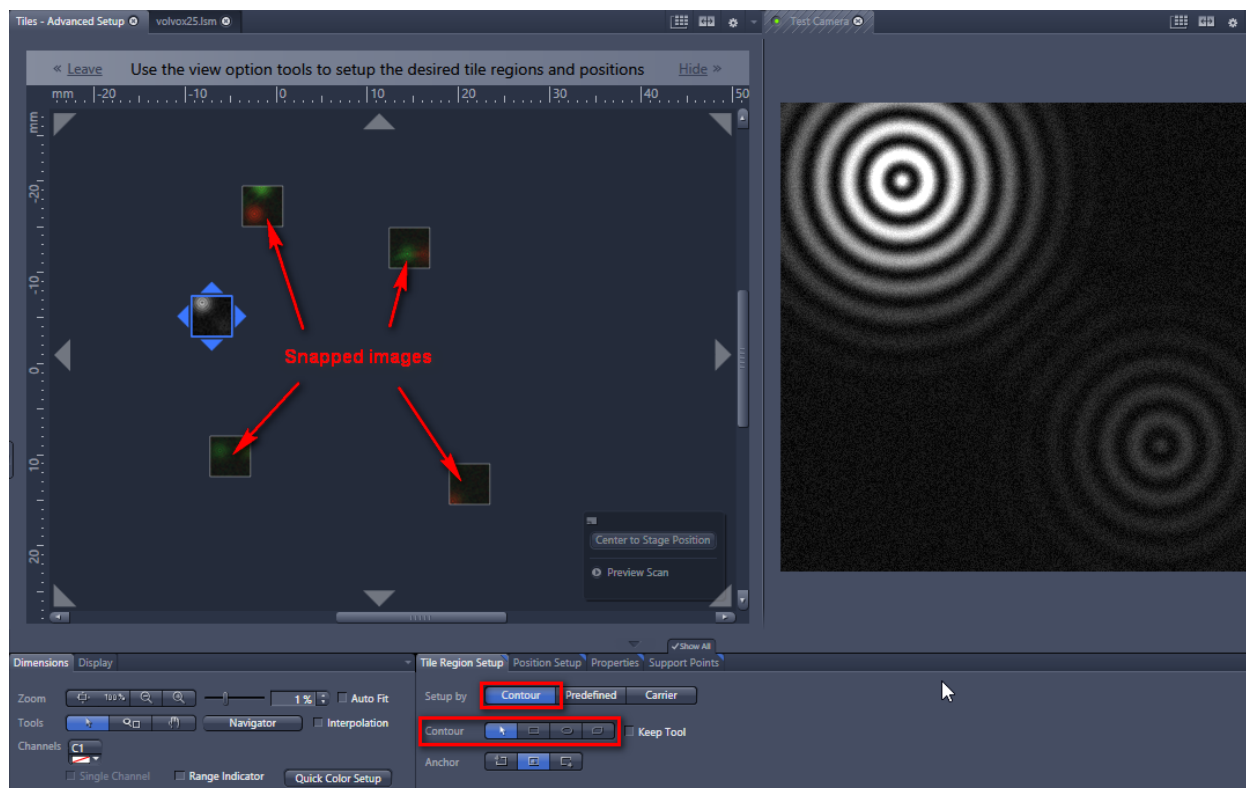 Tiles - Advanced Setup volvox25.lsm Test Camera
« Leave Use the view option tools to setup the desired tile regions and positions Hide »
mm -20 -10 0 10 20 30 40 50
mm
-20
-10
0
10
20
Snapped images
Center to Stage Position
Preview Scan
Show All
Dimensions Display
Tile Region Setup Position Setup Properties Support Points
Zoom 100% 1 % Auto Fit
Setup by Contour Predefined Carrier
Tools Navigator Interpolation
Contour Keep Tool
Channels C1
Anchor
Single Channel Range Indicator Quick Color Setup